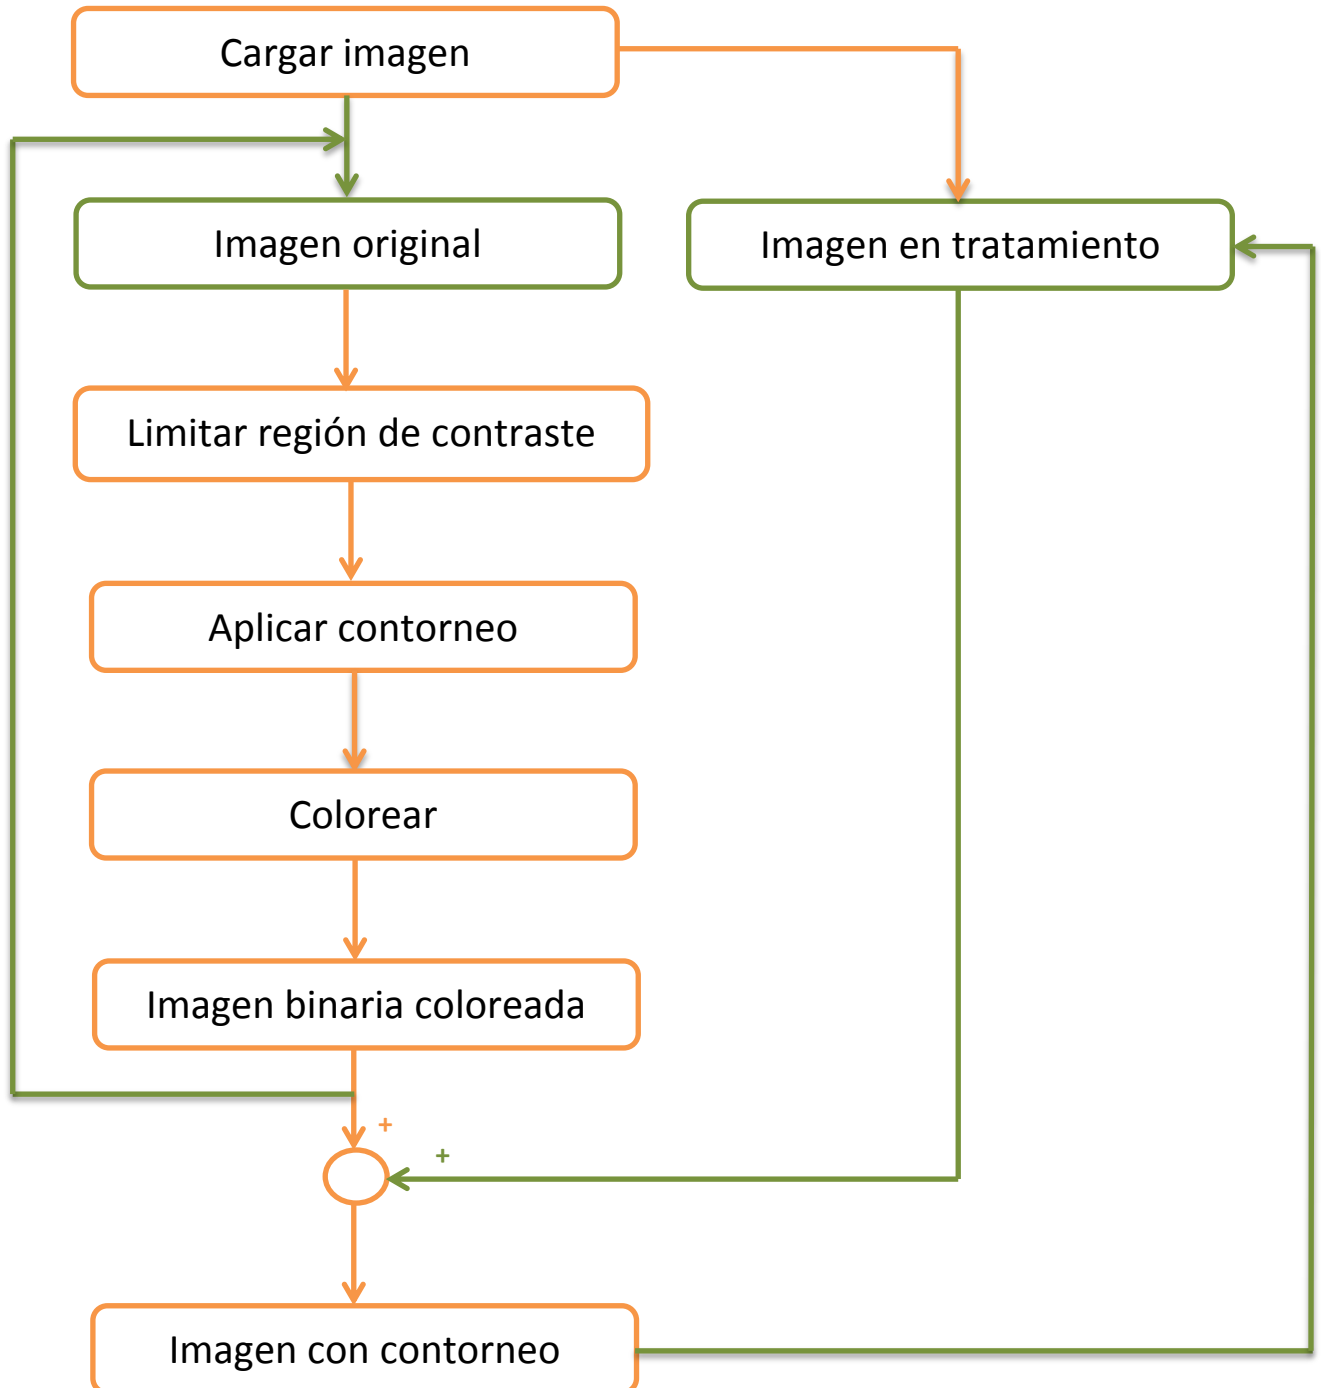 Cargar imagen
Imagen original
Imagen en tratamiento
Limitar región de contraste
Aplicar contorneo
Colorear
Imagen binaria coloreada
+
+
Imagen con contorneo